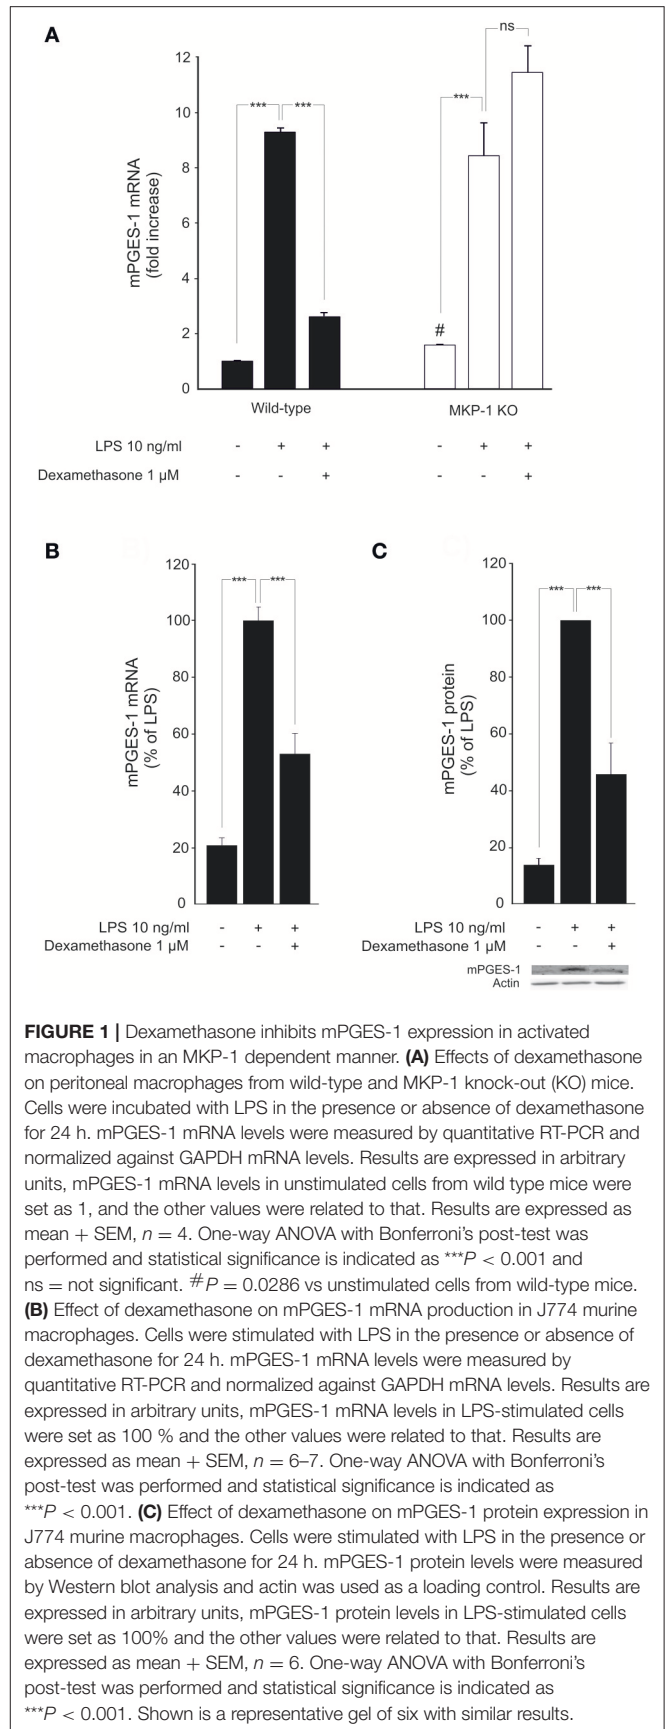 A
ns
12
***
***
***
10
8
mPGES-1 mRNA
(fold increase)
6
4
#
2
0
Wild-type
MKP-1 KO
LPS 10 ng/ml - + + - + +
Dexamethasone 1 µM - - + - - +
B
C
120
***
***
100
80
mPGES-1 mRNA
(% of LPS)
60
40
20
0
LPS 10 ng/ml - + +
Dexamethasone 1 µM - - +
120
***
***
100
80
mPGES-1 protein
(% of LPS)
60
40
20
0
LPS 10 ng/ml - + +
Dexamethasone 1 µM - - +
mPGES-1
Actin
FIGURE 1 | Dexamethasone inhibits mPGES-1 expression in activated
macrophages in an MKP-1 dependent manner. (A) Effects of dexamethasone
on peritoneal macrophages from wild-type and MKP-1 knock-out (KO) mice.
Cells were incubated with LPS in the presence or absence of dexamethasone
for 24 h. mPGES-1 mRNA levels were measured by quantitative RT-PCR and
normalized against GAPDH mRNA levels. Results are expressed in arbitrary
units, mPGES-1 mRNA levels in unstimulated cells from wild type mice were
set as 1, and the other values were related to that. Results are expressed as
mean + SEM, n = 4. One-way ANOVA with Bonferroni's post-test was
performed and statistical significance is indicated as ***P < 0.001 and
ns = not significant. #P = 0.0286 vs unstimulated cells from wild-type mice.
(B) Effect of dexamethasone on mPGES-1 mRNA production in J774 murine
macrophages. Cells were stimulated with LPS in the presence or absence of
dexamethasone for 24 h. mPGES-1 mRNA levels were measured by
quantitative RT-PCR and normalized against GAPDH mRNA levels. Results are
expressed in arbitrary units, mPGES-1 mRNA levels in LPS-stimulated cells
were set as 100 % and the other values were related to that. Results are
expressed as mean + SEM, n = 6–7. One-way ANOVA with Bonferroni's
post-test was performed and statistical significance is indicated as
***P < 0.001. (C) Effect of dexamethasone on mPGES-1 protein expression in
J774 murine macrophages. Cells were stimulated with LPS in the presence or
absence of dexamethasone for 24 h. mPGES-1 protein levels were measured
by Western blot analysis and actin was used as a loading control. Results are
expressed in arbitrary units, mPGES-1 protein levels in LPS-stimulated cells
were set as 100% and the other values were related to that. Results are
expressed as mean + SEM, n = 6. One-way ANOVA with Bonferroni's
post-test was performed and statistical significance is indicated as
***P < 0.001. Shown is a representative gel of six with similar results.